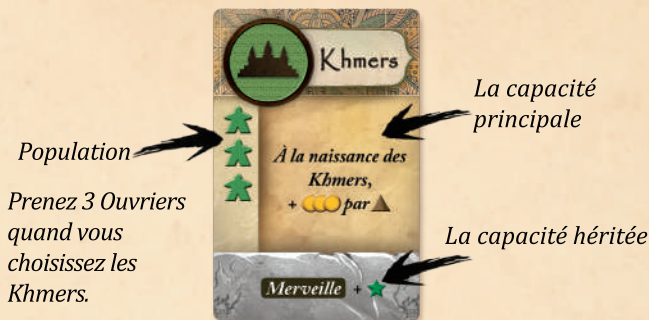 Khmers
La capacité
principale
Population
À la naissance des
Khmers,
+ par
Prenez 3 Ouvriers
quand vous
choisissez les
Khmers.
La capacité héritée
Merveille +